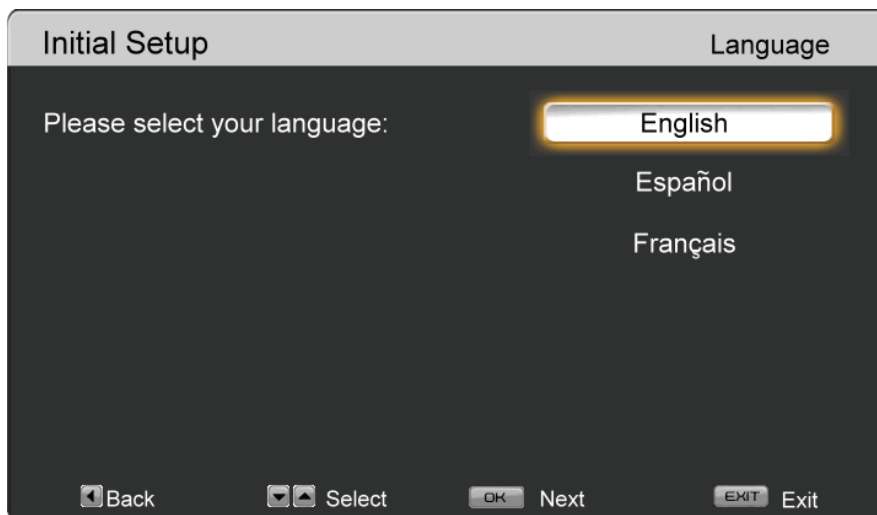 Initial Setup Language
Please select your language: English
Español
Français
Back Select OK Next EXIT Exit